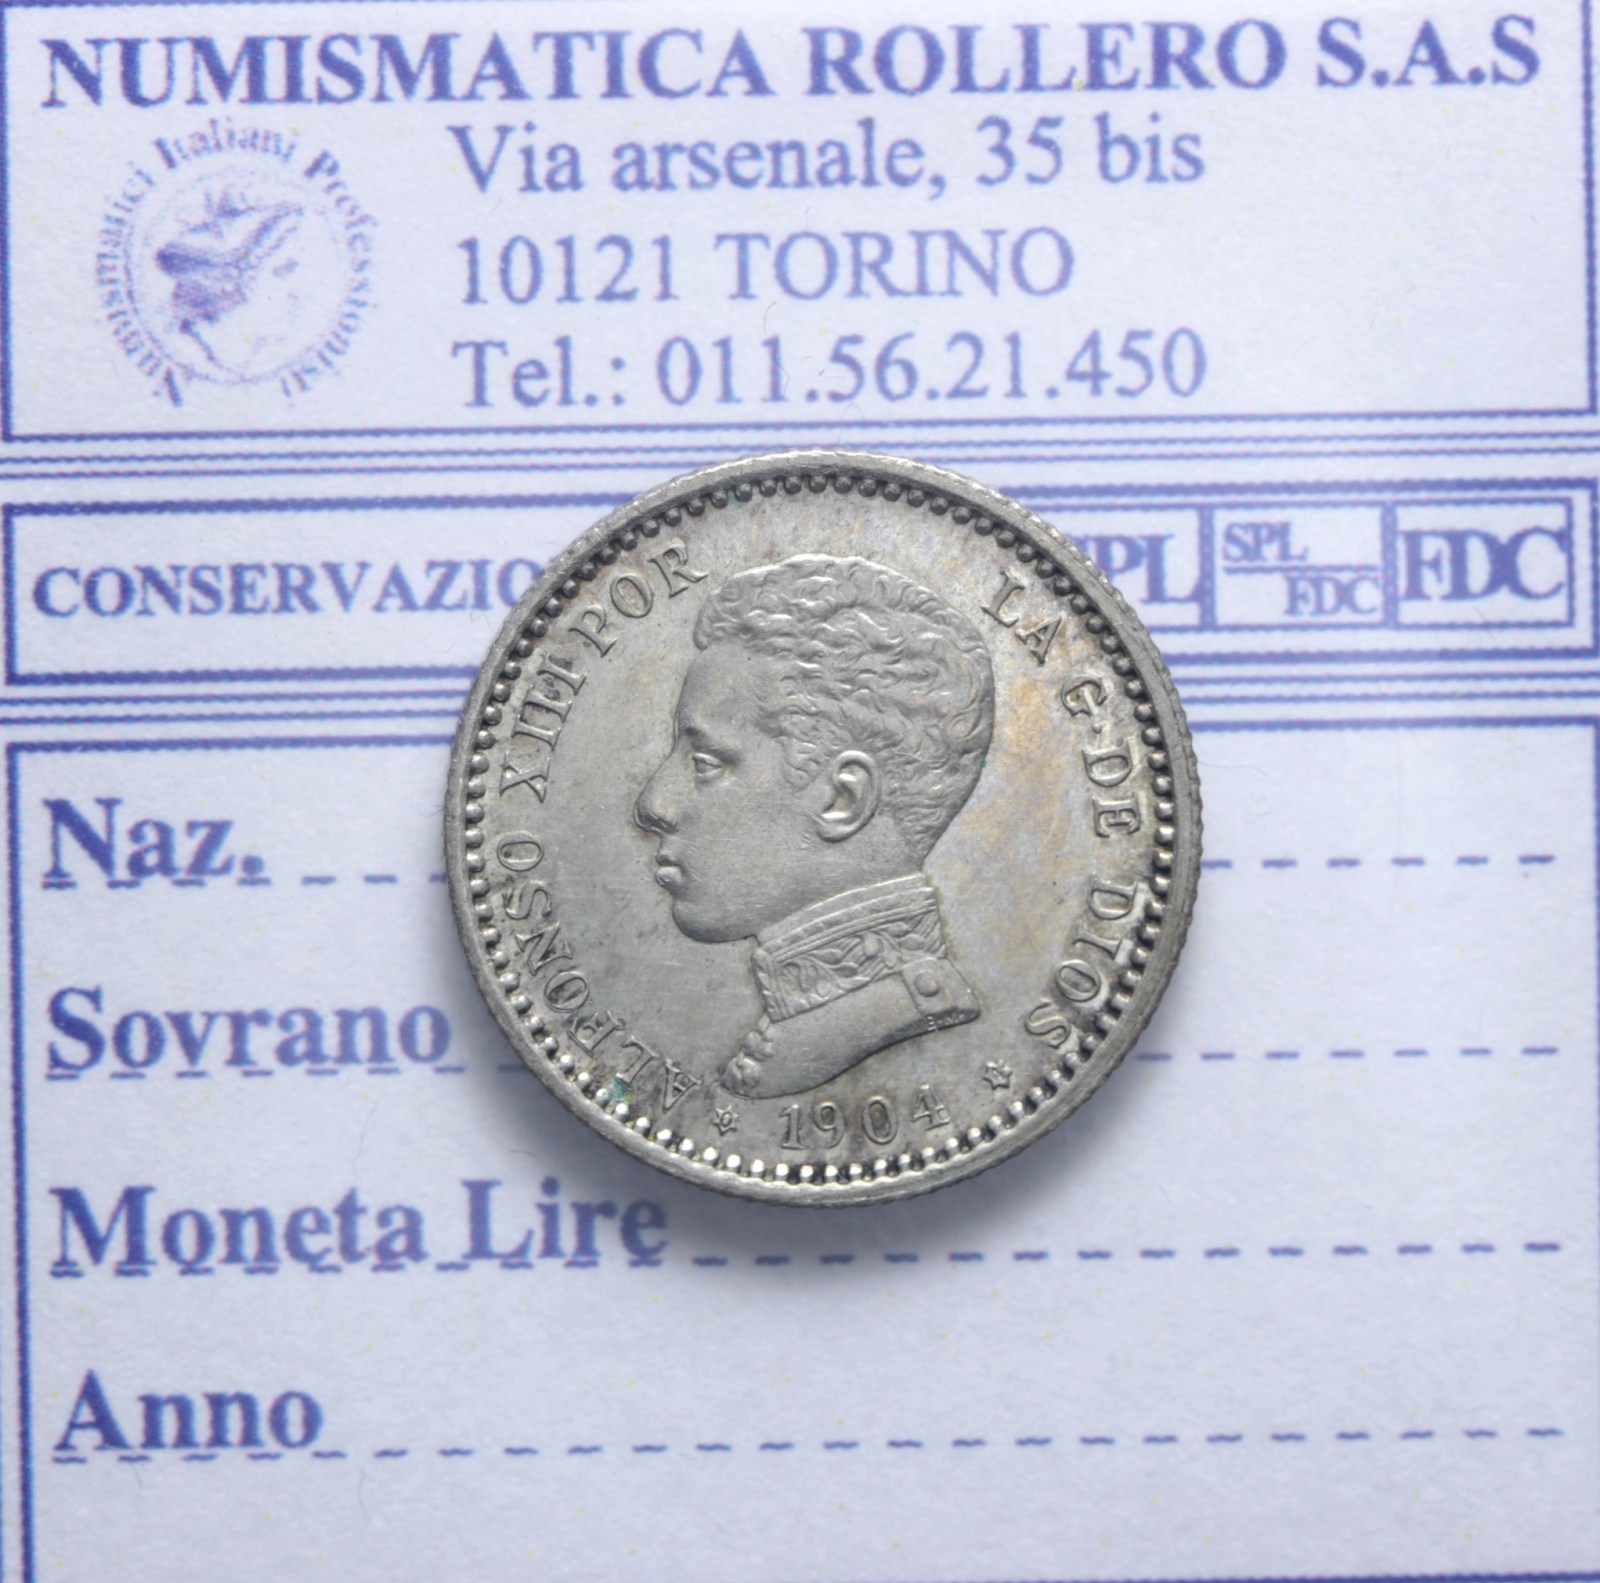 NUMISMATICA ROLLERO S.A.S
Numismatici Italiani Professionisti
Via arsenale, 35 bis
10121 TORINO
Tel.: 011.56.21.450
CONSERVAZIO
SPL
SPL
FDC
FDC
ALFONSO XIII POR LA G. DE DIOS
1904
Naz.
Sovrano
Moneta Lire
Anno